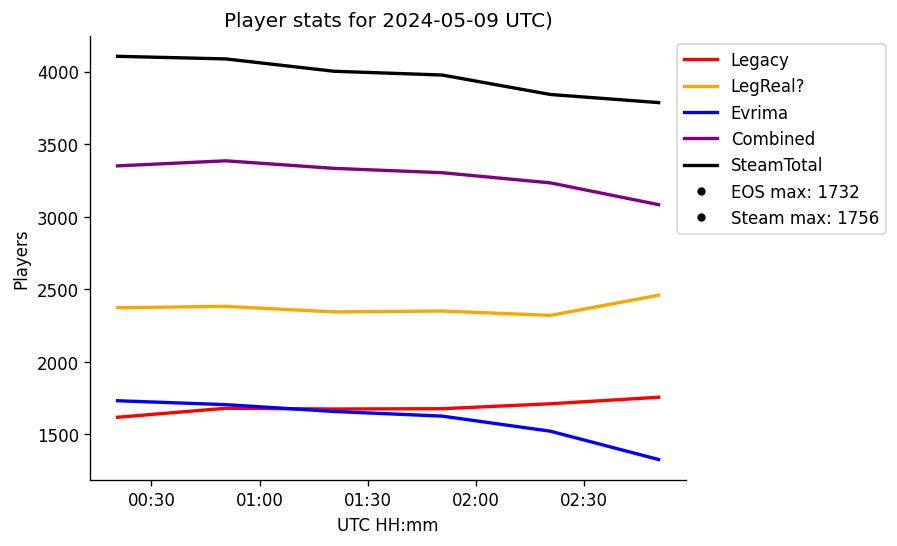 Player stats for 2024-05-09 UTC)
Legacy
LegReal?
Evrima
Combined
SteamTotal
EOS max: 1732
Steam max: 1756
Players
4000
3500
3000
2500
2000
1500
00:30 01:00 01:30 02:00 02:30
UTC HH:mm